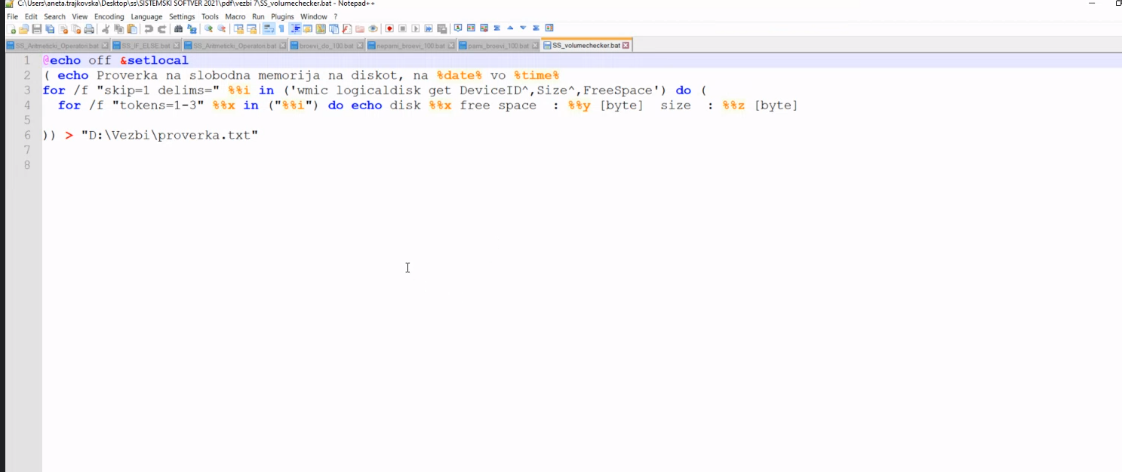 C:\Users\aneta.trajkovska\Desktop\ss\SISTEMSKI SOFTVER 2021\pdf\vezbi 7\SS_volumechecker.bat - Notepad++
File Edit Search View Encoding Language Settings Tools Macro Run Plugins Window ?
SS_Aritmeticki_Operatori.bat SS_IF_ELSE.bat SS_Aritmeticki_Operatori.bat broevi_do_100.bat neparni_broevi_100.bat parni_broevi_100.bat SS_volumechecker.bat
1 @echo off &setlocal
2 ( echo Proverka na slobodna memorija na diskot, na %date% vo %time%
3 for /f "skip=1 delims=" %%i in ('wmic logicaldisk get DeviceID^,Size^,FreeSpace') do (
4 for /f "tokens=1-3" %%x in ("%%i") do echo disk %%x free space : %%y [byte] size : %%z [byte]
5
6 )) > "D:\Vezbi\proverka.txt"
7
8